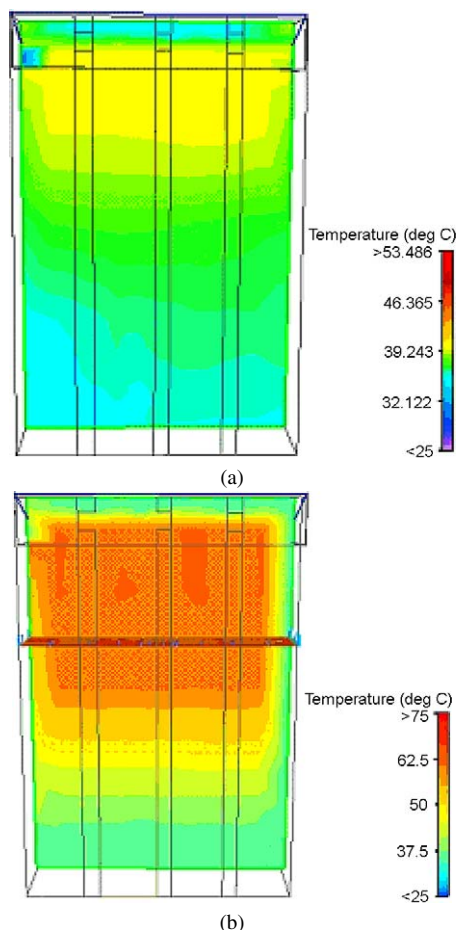 Temperature (deg C)
>53.486
46.365
39.243
32.122
<25
(a)
Temperature (deg C)
>75
62.5
50
37.5
<25
(b)